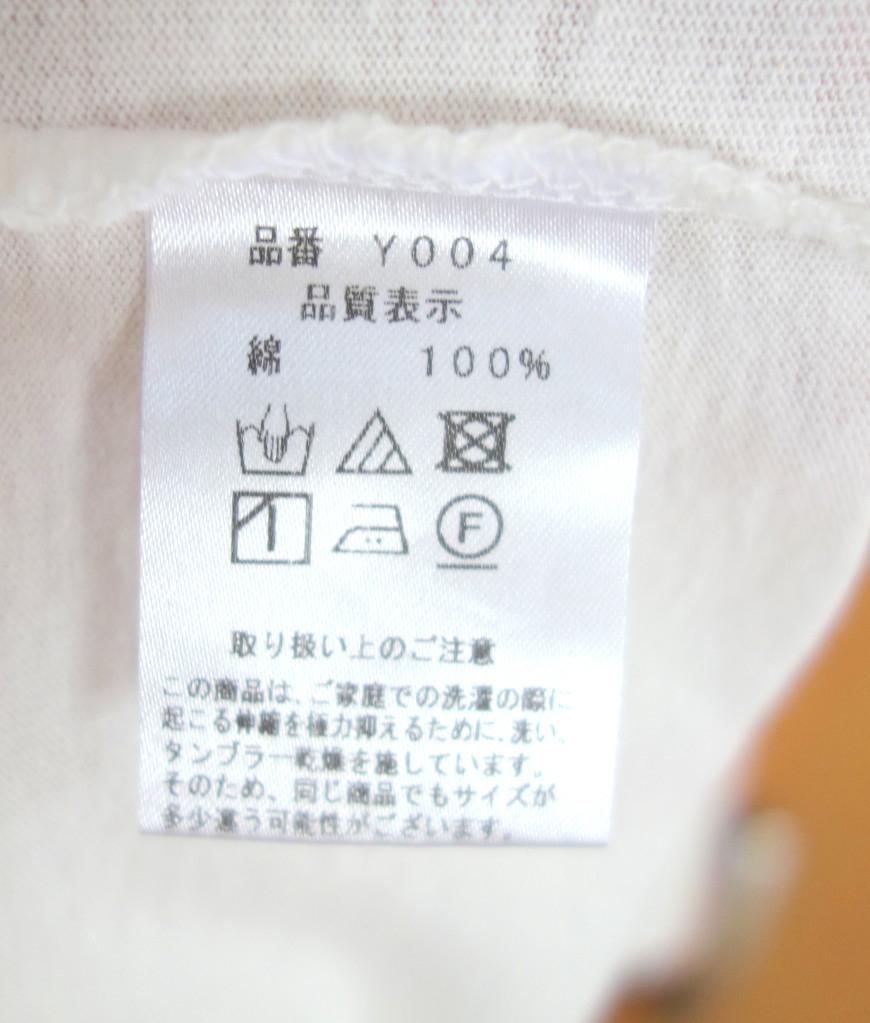 品番 Y004
品質表示
綿 100%
F
取り扱い上のご注意
この商品は、ご家庭での洗濯の際に
起こる伸縮を極力抑えるために、洗い、
タンブラー乾燥を施しています。
そのため、同じ商品でもサイズが
多少違う可能性がございます。